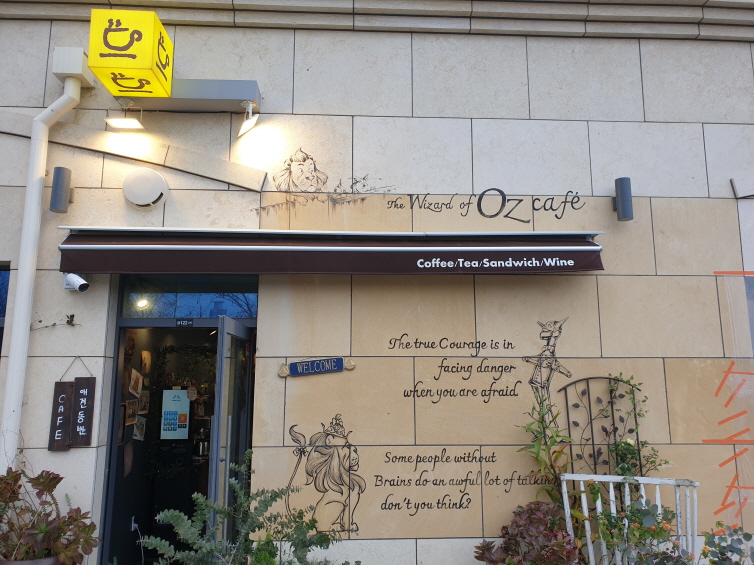 The Wizard of OZ café
Coffee/Tea/Sandwich/Wine
The true Courage is in
facing danger
when you are afraid
WELCOME
CAFE
애견동반
Some people without
Brains do an awful lot of talking
don't you think?